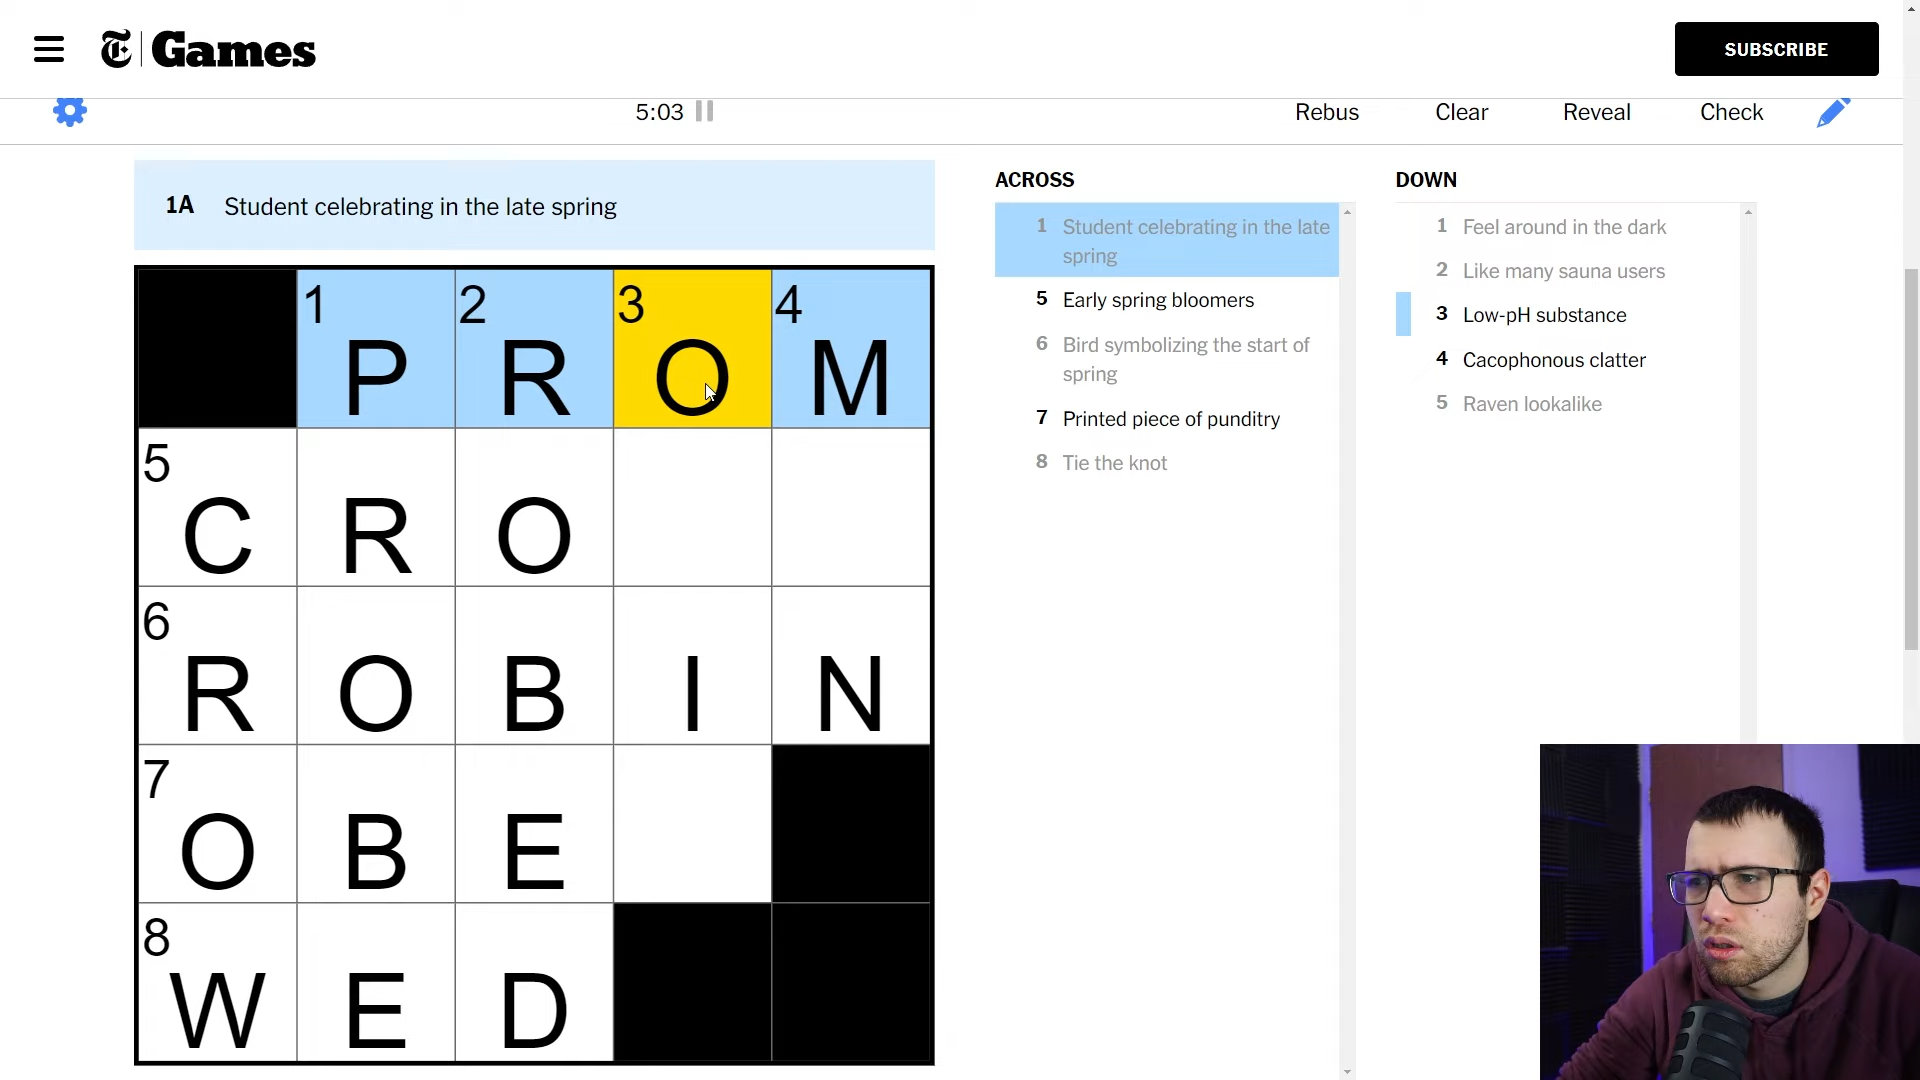 T Games
SUBSCRIBE
5:03
Rebus
Clear
Reveal
Check
1A Student celebrating in the late spring
1 P 2 R 3 O 4 M
5 C R O
6 R O B I N
7 O B E
8 W E D
ACROSS
1 Student celebrating in the late
spring
5 Early spring bloomers
6 Bird symbolizing the start of
spring
7 Printed piece of punditry
8 Tie the knot
DOWN
1 Feel around in the dark
2 Like many sauna users
3 Low-pH substance
4 Cacophonous clatter
5 Raven lookalike